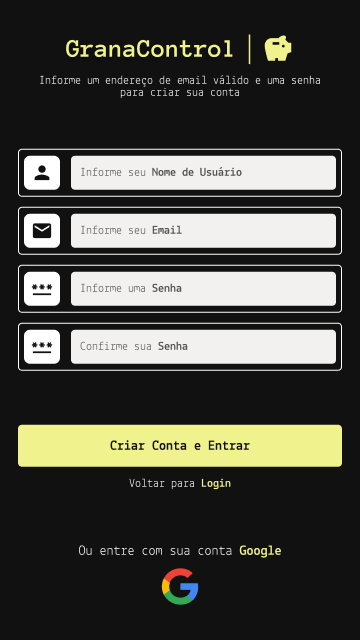 GranaControl
Informe um endereço de email válido e uma senha
para criar sua conta
Informe seu Nome de Usuário
Informe seu Email
Informe uma Senha
Confirme sua Senha
Criar Conta e Entrar
Voltar para Login
Ou entre com sua conta Google